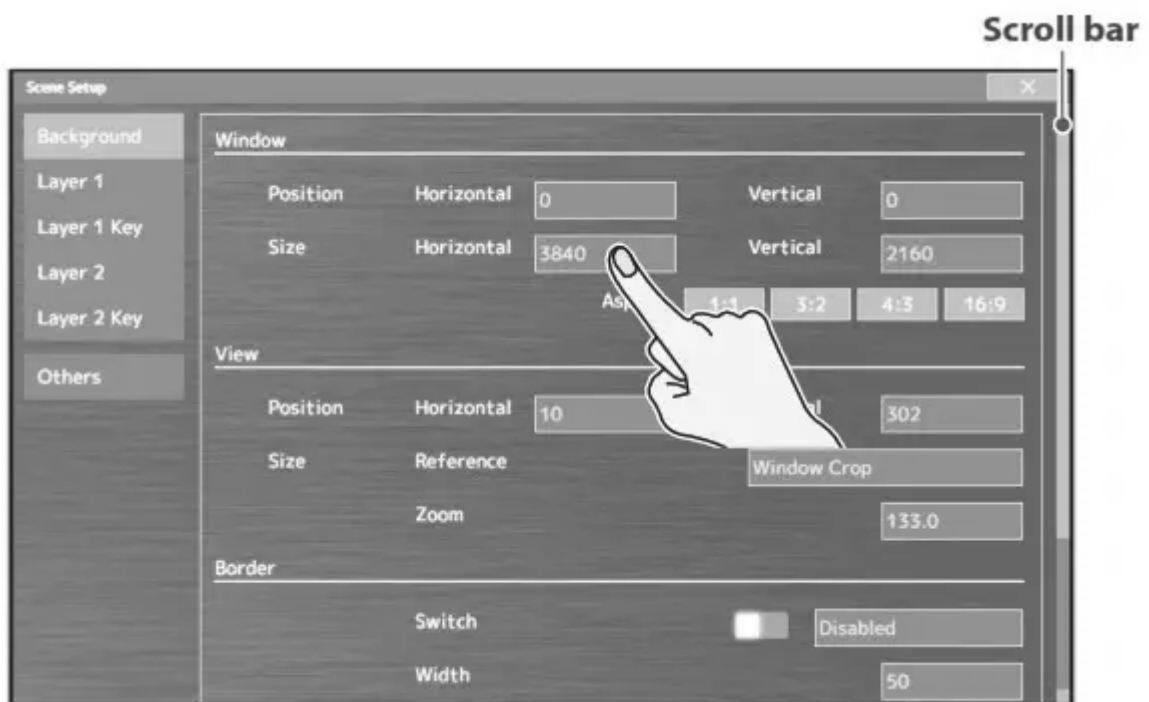 Scroll bar
Scene Setup
Background
Layer 1
Layer 1 Key
Layer 2
Layer 2 Key
Others
Window
Position Horizontal 0 Vertical 0
Size Horizontal 3840 Vertical 2160
1:1 3:2 4:3 16:9
View
Position Horizontal 10 302
Size Reference Window Crop
Zoom 133.0
Border
Switch Disabled
Width 50